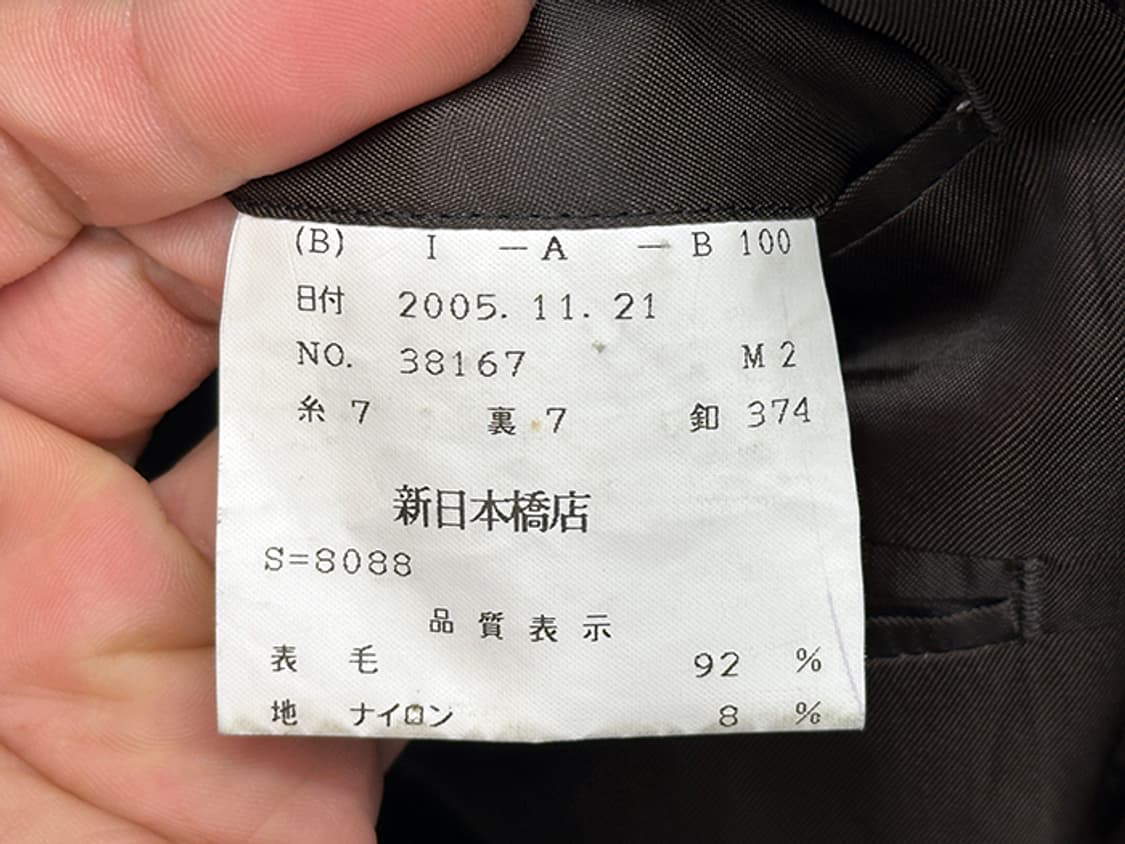 (B) I －A － B 100
日付 2005. 11. 21
NO. 38167 M 2
糸 7 裏 7 釦 374
新日本橋店
S=8088
品質表示
表 毛 92 %
地 ナイロン 8 %